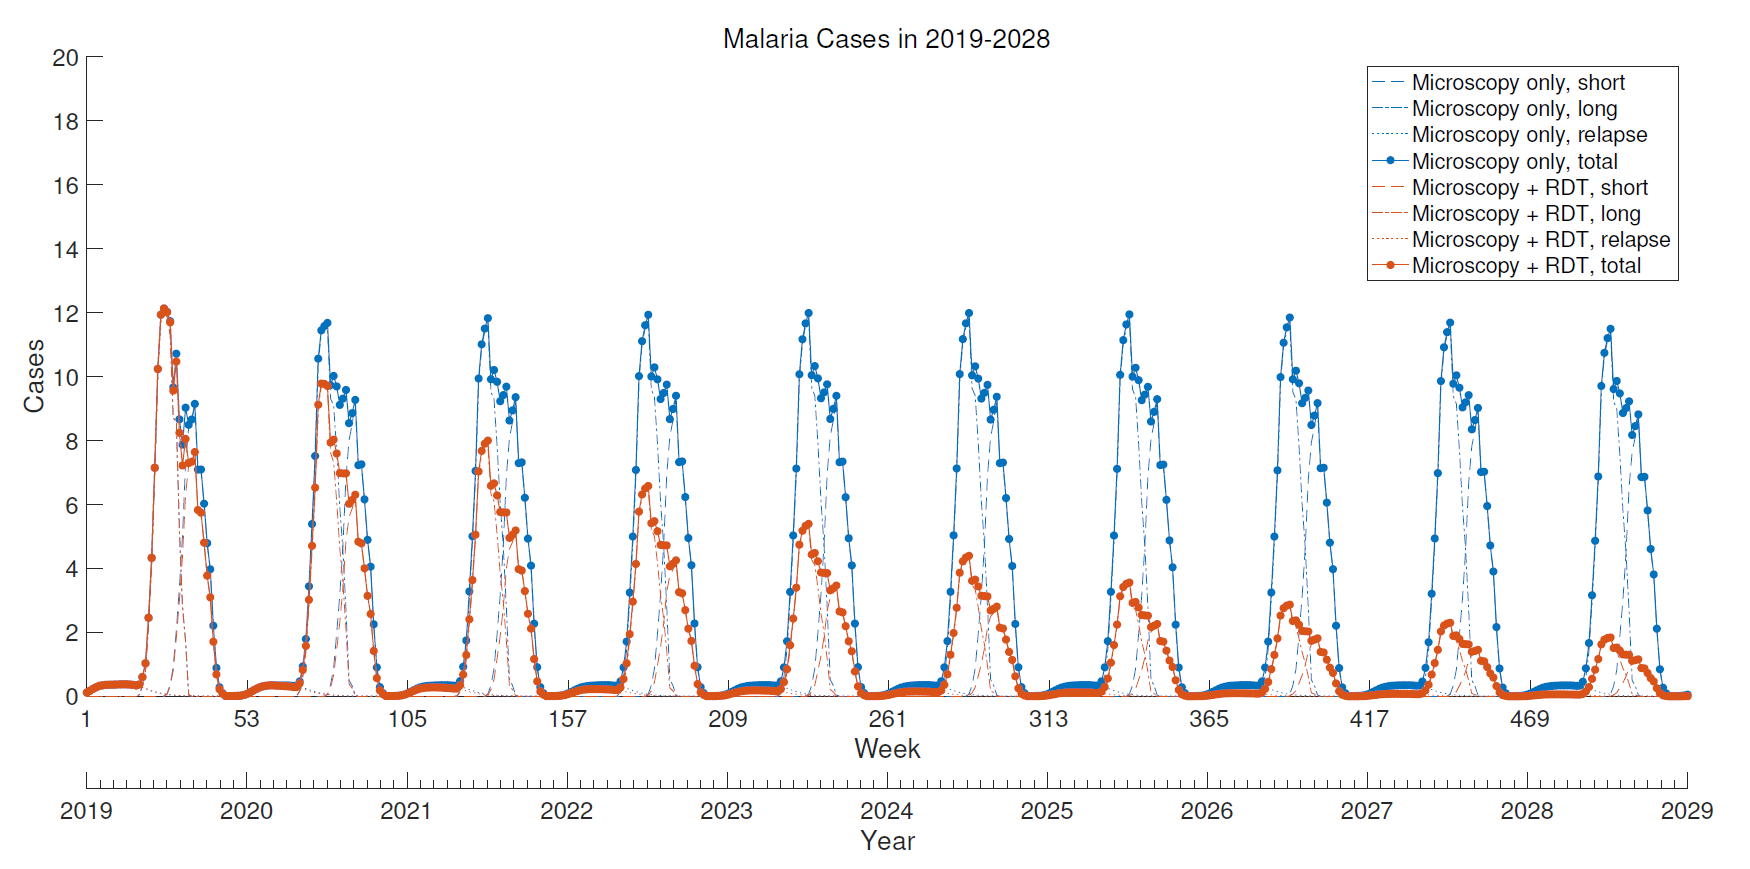 Malaria Cases in 2019-2028
20
18
16
14
12
10
8
6
4
2
0
Cases
Microscopy only, short
Microscopy only, long
Microscopy only, relapse
Microscopy only, total
Microscopy + RDT, short
Microscopy + RDT, long
Microscopy + RDT, relapse
Microscopy + RDT, total
1 53 105 157 209 261 313 365 417 469
Week
2019 2020 2021 2022 2023 2024 2025 2026 2027 2028 2029
Year